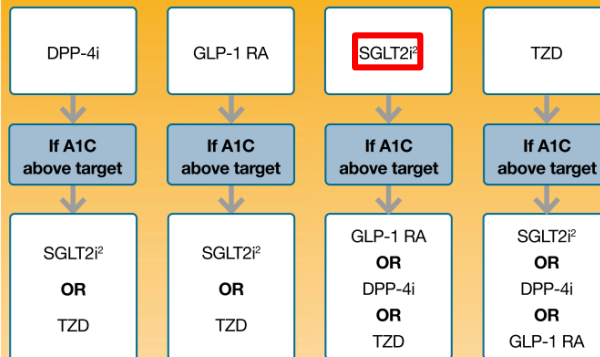 DPP-4i
GLP-1 RA
SGLT2i²
TZD
If A1C
above target
If A1C
above target
If A1C
above target
If A1C
above target
SGLT2i²
OR
TZD
SGLT2i²
OR
TZD
GLP-1 RA
OR
DPP-4i
OR
TZD
SGLT2i²
OR
DPP-4i
OR
GLP-1 RA